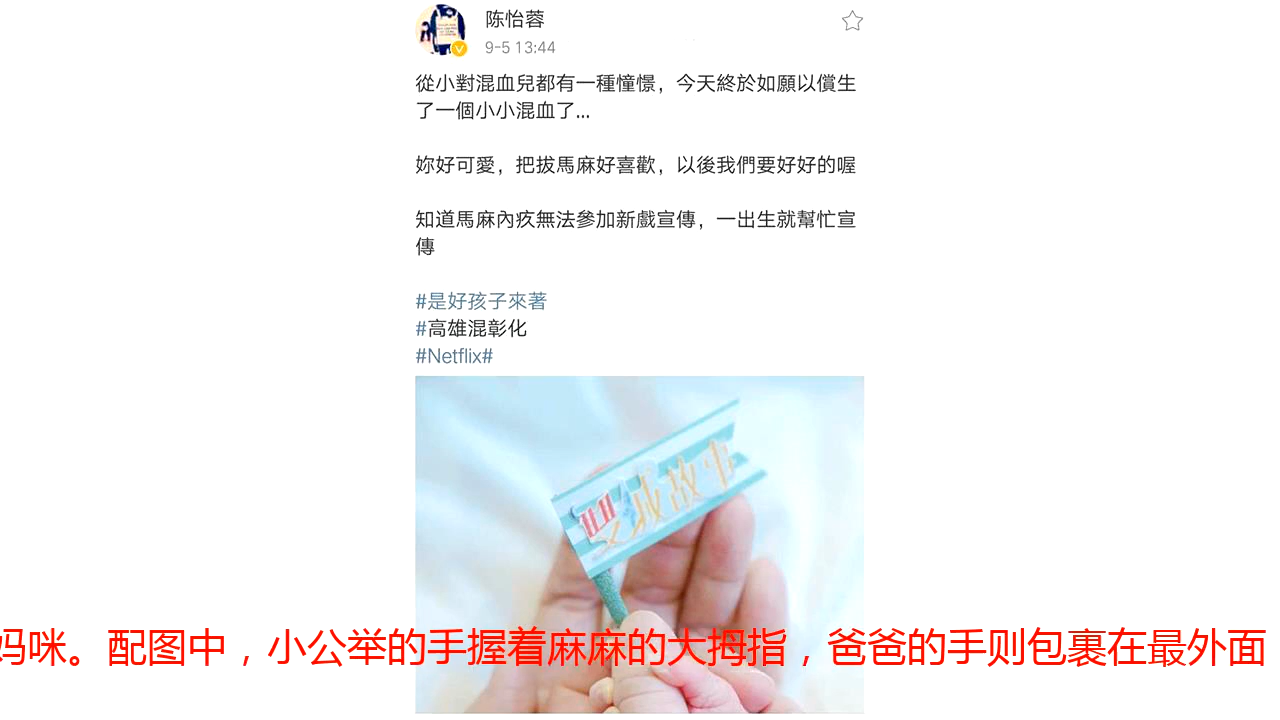 陈怡蓉
9-5 13:44
從小對混血兒都有一種憧憬，今天終於如願以償生
了一個小小混血了...
妳好可愛，把拔馬麻好喜歡，以後我們要好好的喔
知道馬麻內疚無法參加新戲宣傳，一出生就幫忙宣
傳
#是好孩子來著
#高雄混彰化
#Netflix#
雙城故事
妈咪。配图中，小公举的手握着麻麻的大拇指，爸爸的手则包裹在最外面